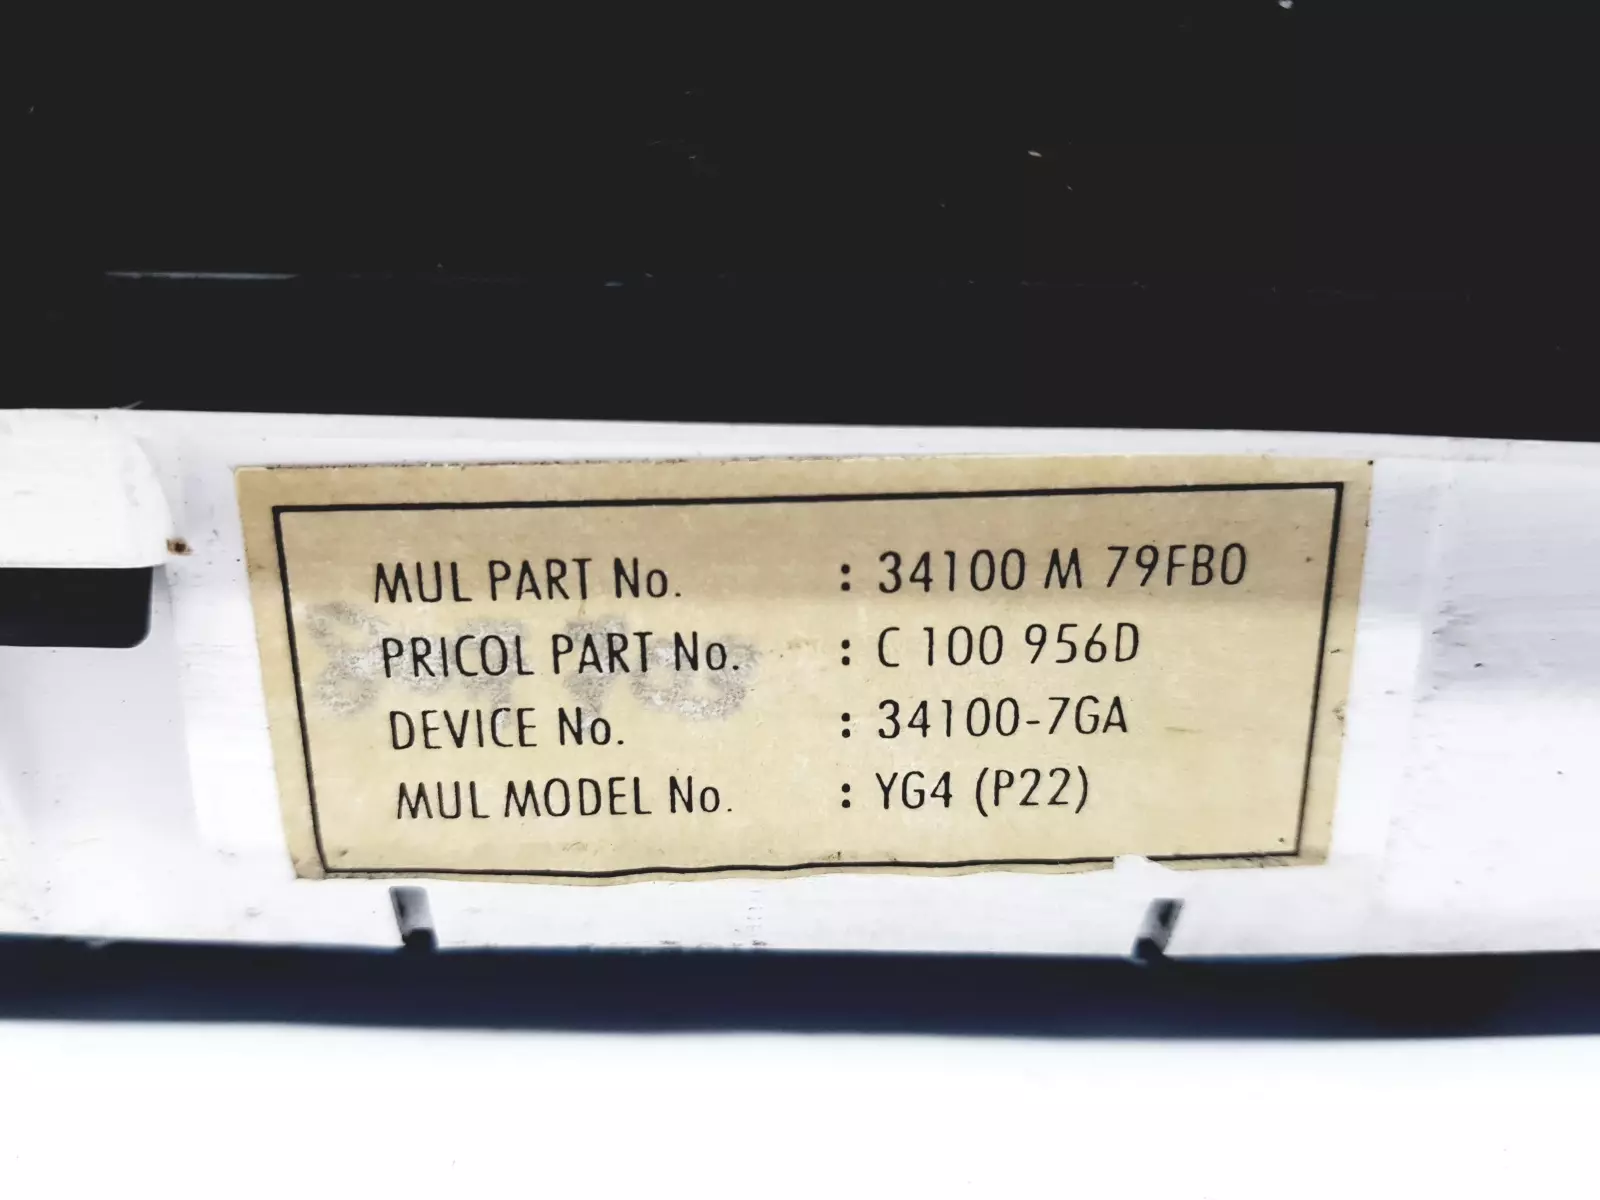 MUL PART No. : 34100 M 79FB0
PRICOL PART No. : C 100 956D
DEVICE No. : 34100-7GA
MUL MODEL No. : YG4 (P22)